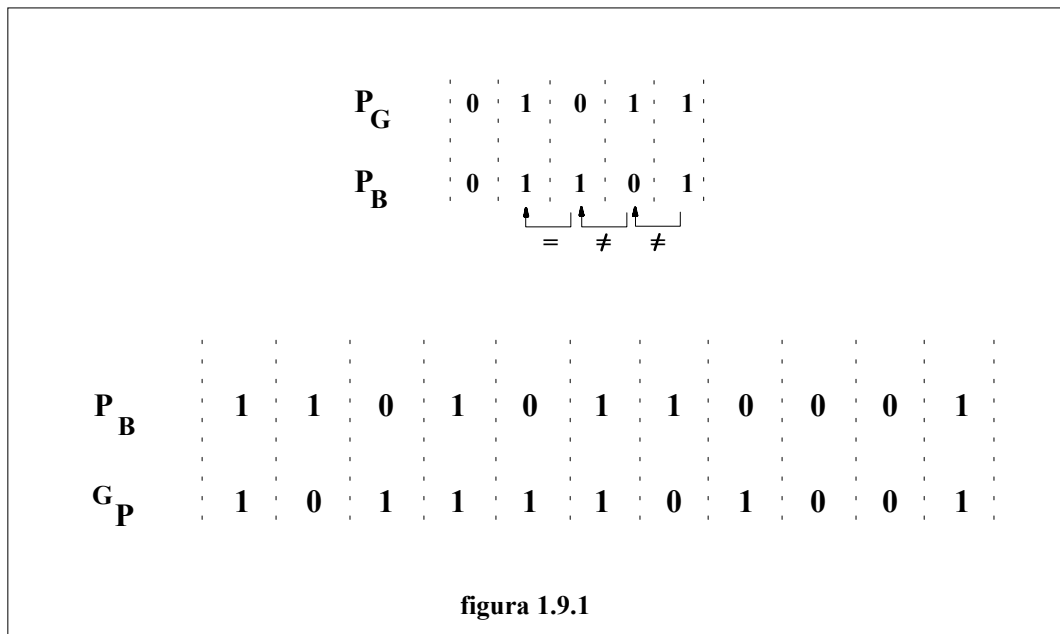 P_G 0 1 0 1 1
P_B 0 1 1 0 1
= ≠ ≠
P_B 1 1 0 1 0 1 1 0 0 0 1
^G P 1 0 1 1 1 1 0 1 0 0 1
figura 1.9.1